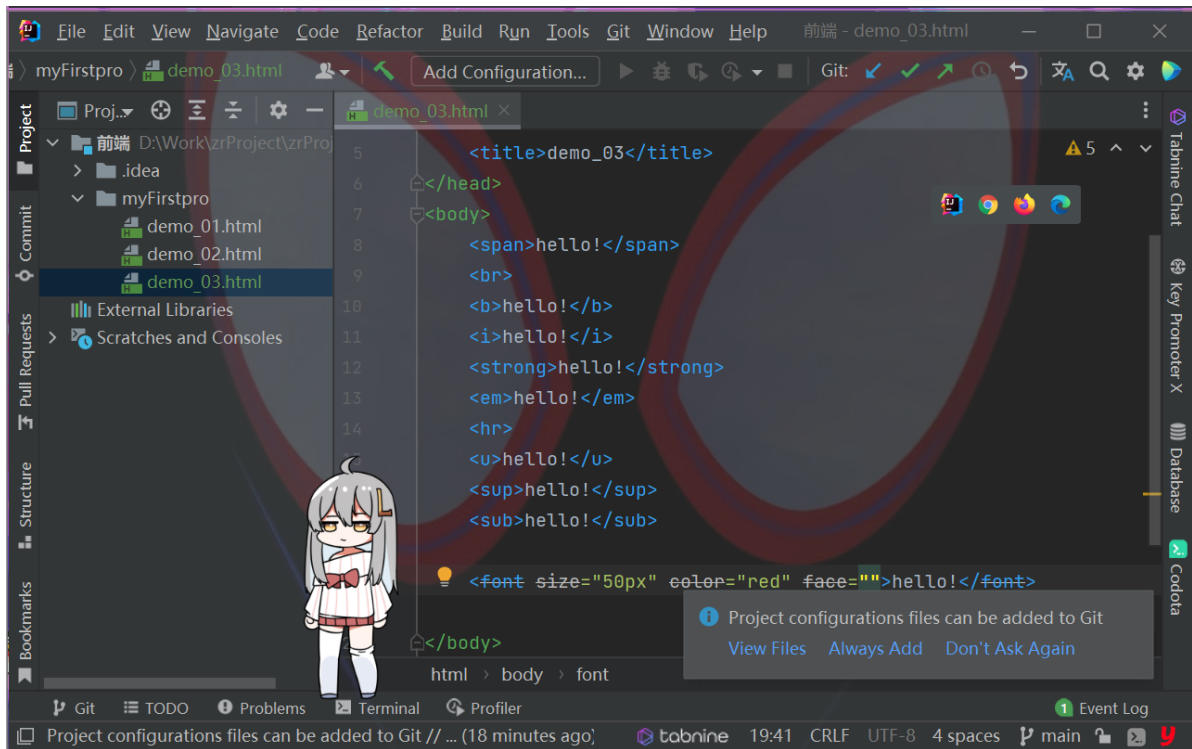 File Edit View Navigate Code Refactor Build Run Tools Git Window Help 前端 - demo_03.html
myFirstpro demo_03.html Add Configuration... Git:
Proj... demo_03.html
前端 D:\Work\zrProject\zrProj
.idea
myFirstpro
demo_01.html
demo_02.html
demo_03.html
External Libraries
Scratches and Consoles
Project
Commit
Pull Requests
Structure
Bookmarks
5 <title>demo_03</title>
6 </head>
7 <body>
8 <span>hello!</span>
9 <br>
10 <b>hello!</b>
11 <i>hello!</i>
12 <strong>hello!</strong>
13 <em>hello!</em>
14 <hr>
<u>hello!</u>
<sup>hello!</sup>
<sub>hello!</sub>
<font size="50px" color="red" face="">hello!</font>
</body>
5
Project configurations files can be added to Git
View Files Always Add Don't Ask Again
html body font
Tabnine Chat
Key Promoter X
Database
Codota
Git TODO Problems Terminal Profiler 1 Event Log
Project configurations files can be added to Git // ... (18 minutes ago) tabnine 19:41 CRLF UTF-8 4 spaces main